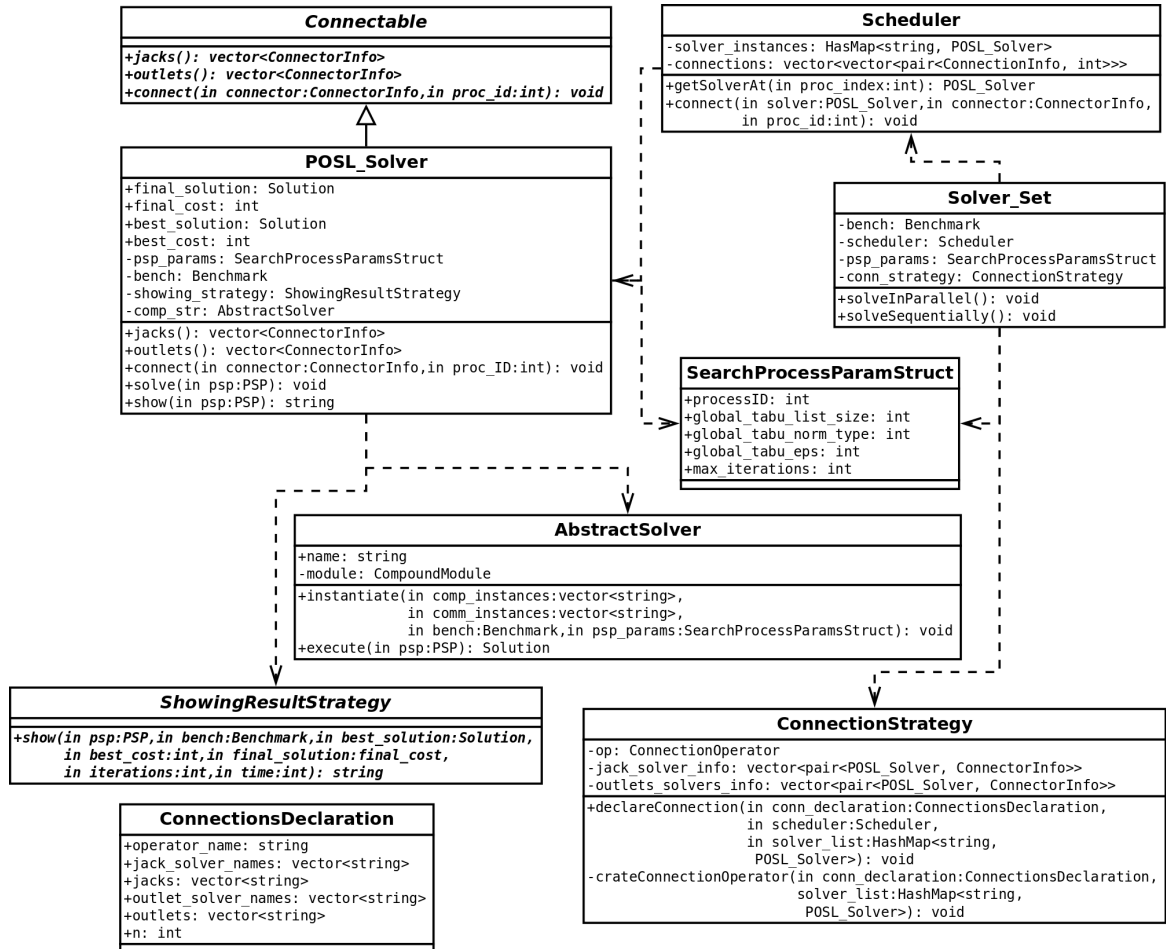 Connectable
+jacks(): vector<ConnectorInfo>
+outlets(): vector<ConnectorInfo>
+connect(in connector:ConnectorInfo,in proc_id:int): void
Scheduler
-solver_instances: HasMap<string, POSL_Solver>
-connections: vector<vector<pair<ConnectionInfo, int>>>
+getSolverAt(in proc_index:int): POSL_Solver
+connect(in solver:POSL_Solver,in connector:ConnectorInfo,
in proc_id:int): void
POSL_Solver
+final_solution: Solution
+final_cost: int
+best_solution: Solution
+best_cost: int
-psp_params: SearchProcessParamsStruct
-bench: Benchmark
-showing_strategy: ShowingResultStrategy
-comp_str: AbstractSolver
+jacks(): vector<ConnectorInfo>
+outlets(): vector<ConnectorInfo>
+connect(in connector:ConnectorInfo,in proc_ID:int): void
+solve(in psp:PSP): void
+show(in psp:PSP): string
Solver_Set
-bench: Benchmark
-scheduler: Scheduler
-psp_params: SearchProcessParamsStruct
-conn_strategy: ConnectionStrategy
+solveInParallel(): void
+solveSequentially(): void
SearchProcessParamStruct
+processID: int
+global_tabu_list_size: int
+global_tabu_norm_type: int
+global_tabu_eps: int
+max_iterations: int
AbstractSolver
+name: string
-module: CompoundModule
+instantiate(in comp_instances:vector<string>,
in comm_instances:vector<string>,
in bench:Benchmark,in psp_params:SearchProcessParamsStruct): void
+execute(in psp:PSP): Solution
ShowingResultStrategy
+show(in psp:PSP,in bench:Benchmark,in best_solution:Solution,
in best_cost:int,in final_solution:final_cost,
in iterations:int,in time:int): string
ConnectionStrategy
-op: ConnectionOperator
-jack_solver_info: vector<pair<POSL_Solver, ConnectorInfo>>
-outlets_solvers_info: vector<pair<POSL_Solver, ConnectorInfo>>
+declareConnection(in conn_declaration:ConnectionsDeclaration,
in scheduler:Scheduler,
in solver_list:HashMap<string,
POSL_Solver>): void
-crateConnectionOperator(in conn_declaration:ConnectionsDeclaration,
solver_list:HashMap<string,
POSL_Solver>): void
ConnectionsDeclaration
+operator_name: string
+jack_solver_names: vector<string>
+jacks: vector<string>
+outlet_solver_names: vector<string>
+outlets: vector<string>
+n: int